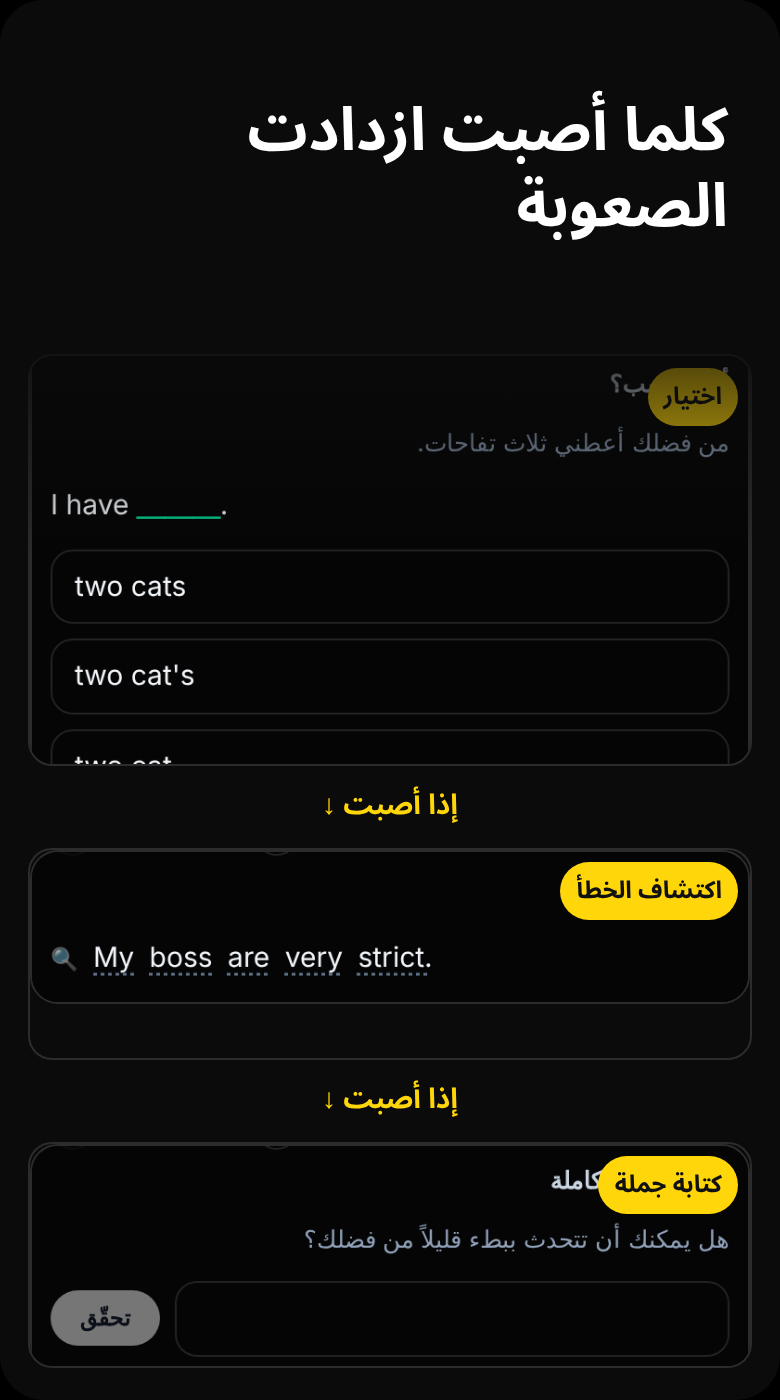 كلما أصبت ازدادت
الصعوبة
اختيار
من فضلك أعطني ثلاث تفاحات.
I have ______.
two cats
two cat's
two cat
إذا أصبت ↓
اكتشاف الخطأ
My boss are very strict.
إذا أصبت ↓
كتابة جملة
هل يمكنك أن تتحدث ببطء قليلاً من فضلك؟
تحقّق